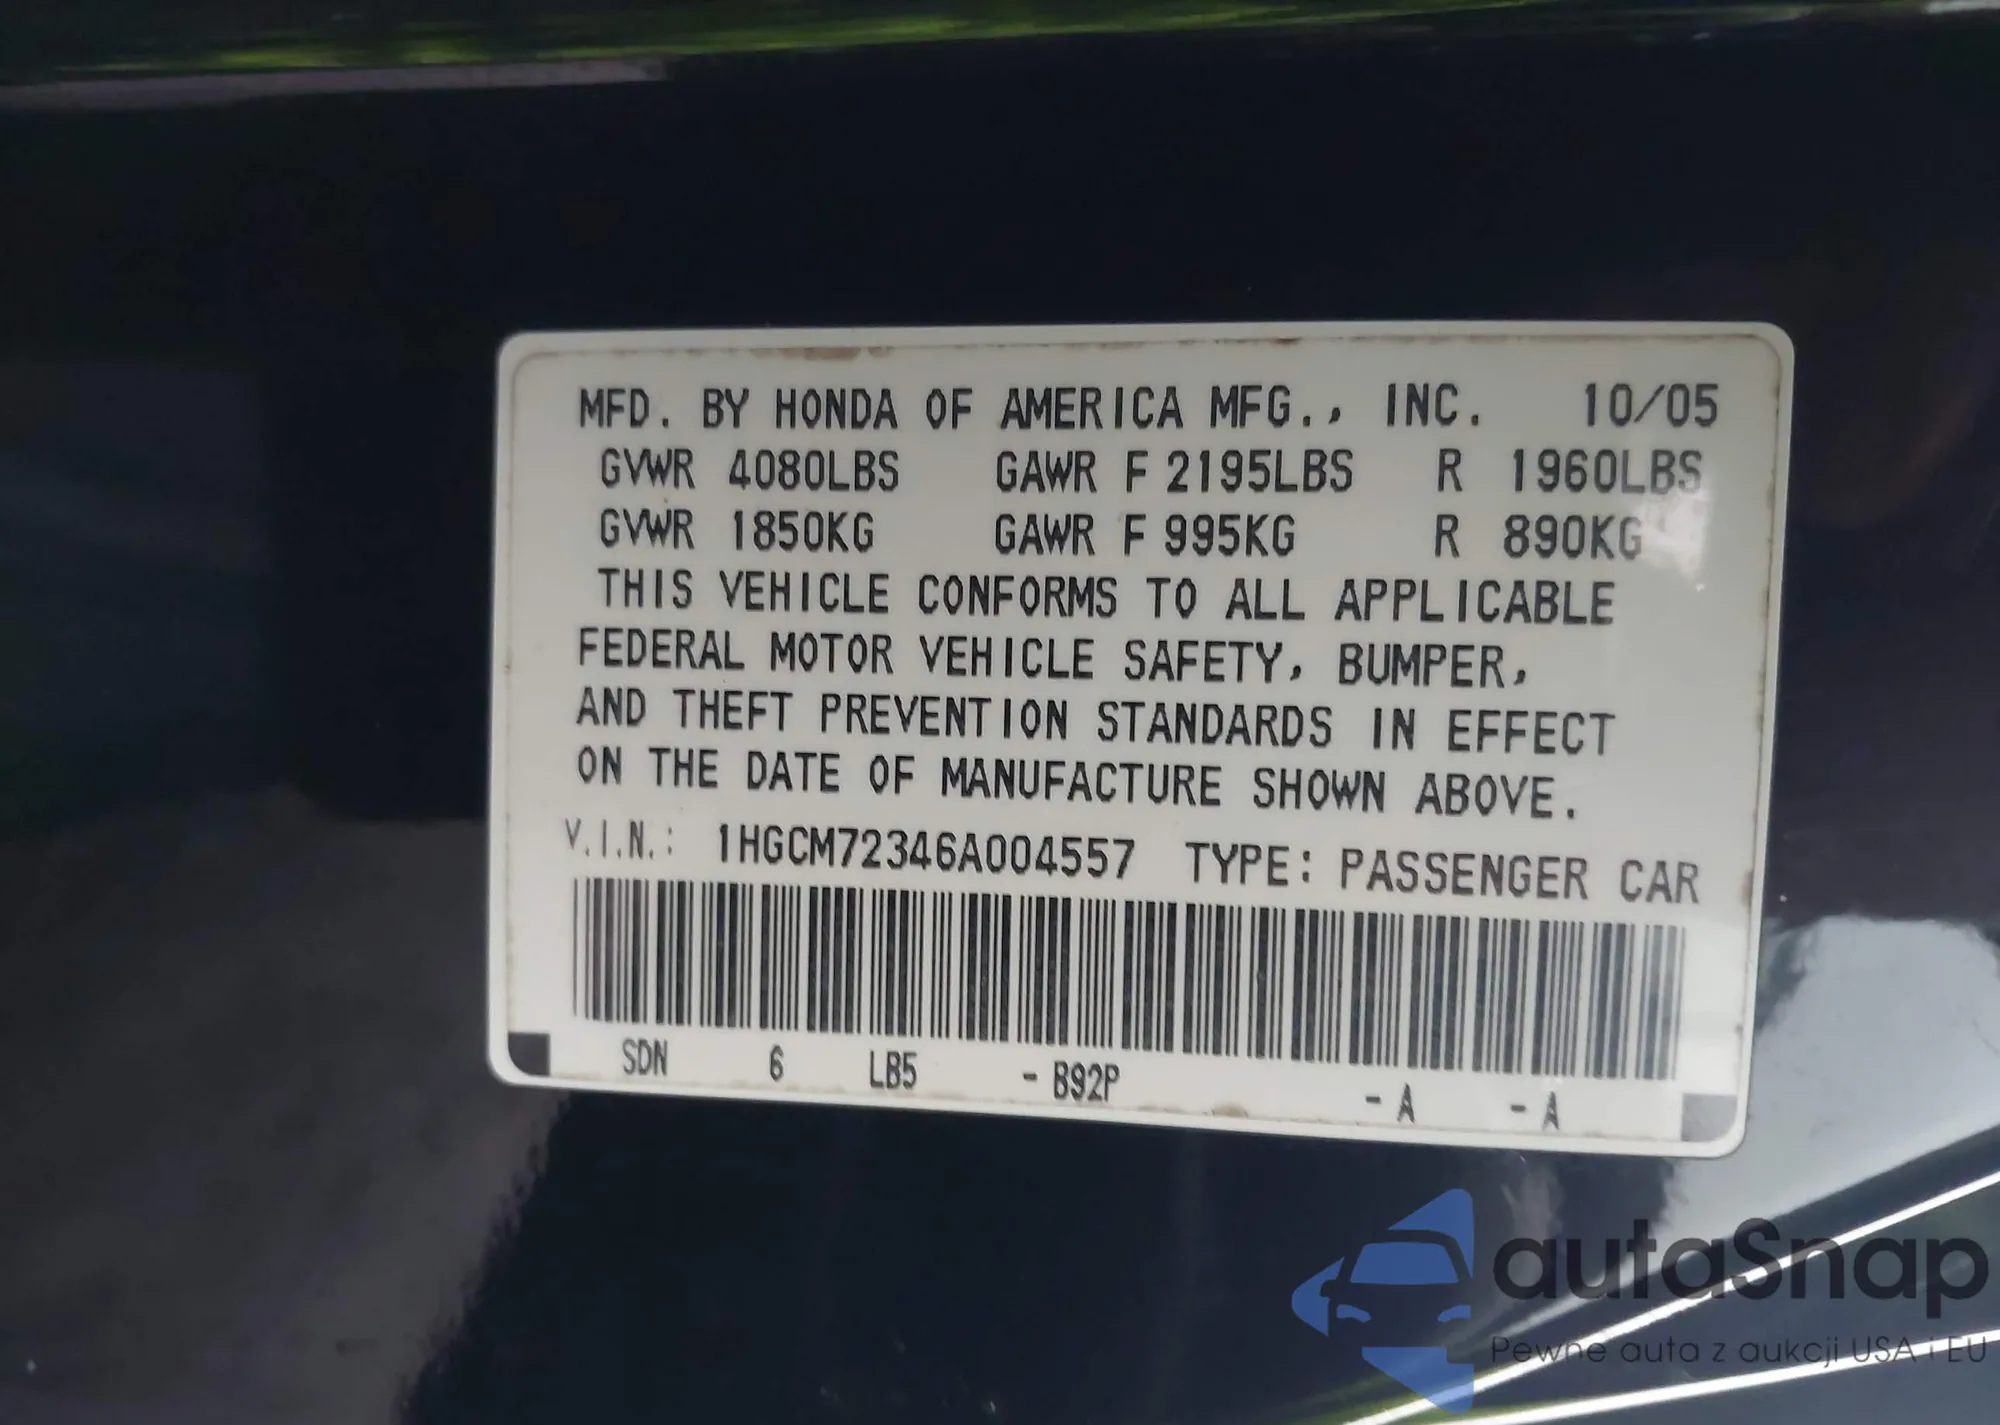 MFD. BY HONDA OF AMERICA MFG., INC. 10/05
GVWR 4080LBS GAWR F 2195LBS R 1960LBS
GVWR 1850KG GAWR F 995KG R 890KG
THIS VEHICLE CONFORMS TO ALL APPLICABLE
FEDERAL MOTOR VEHICLE SAFETY, BUMPER,
AND THEFT PREVENTION STANDARDS IN EFFECT
ON THE DATE OF MANUFACTURE SHOWN ABOVE.
V.I.N.: 1HGCM72346A004557 TYPE: PASSENGER CAR
SDN 6 LB5 - B92P - A - A
autaSnap
Pewne auta z aukcji USA i EU